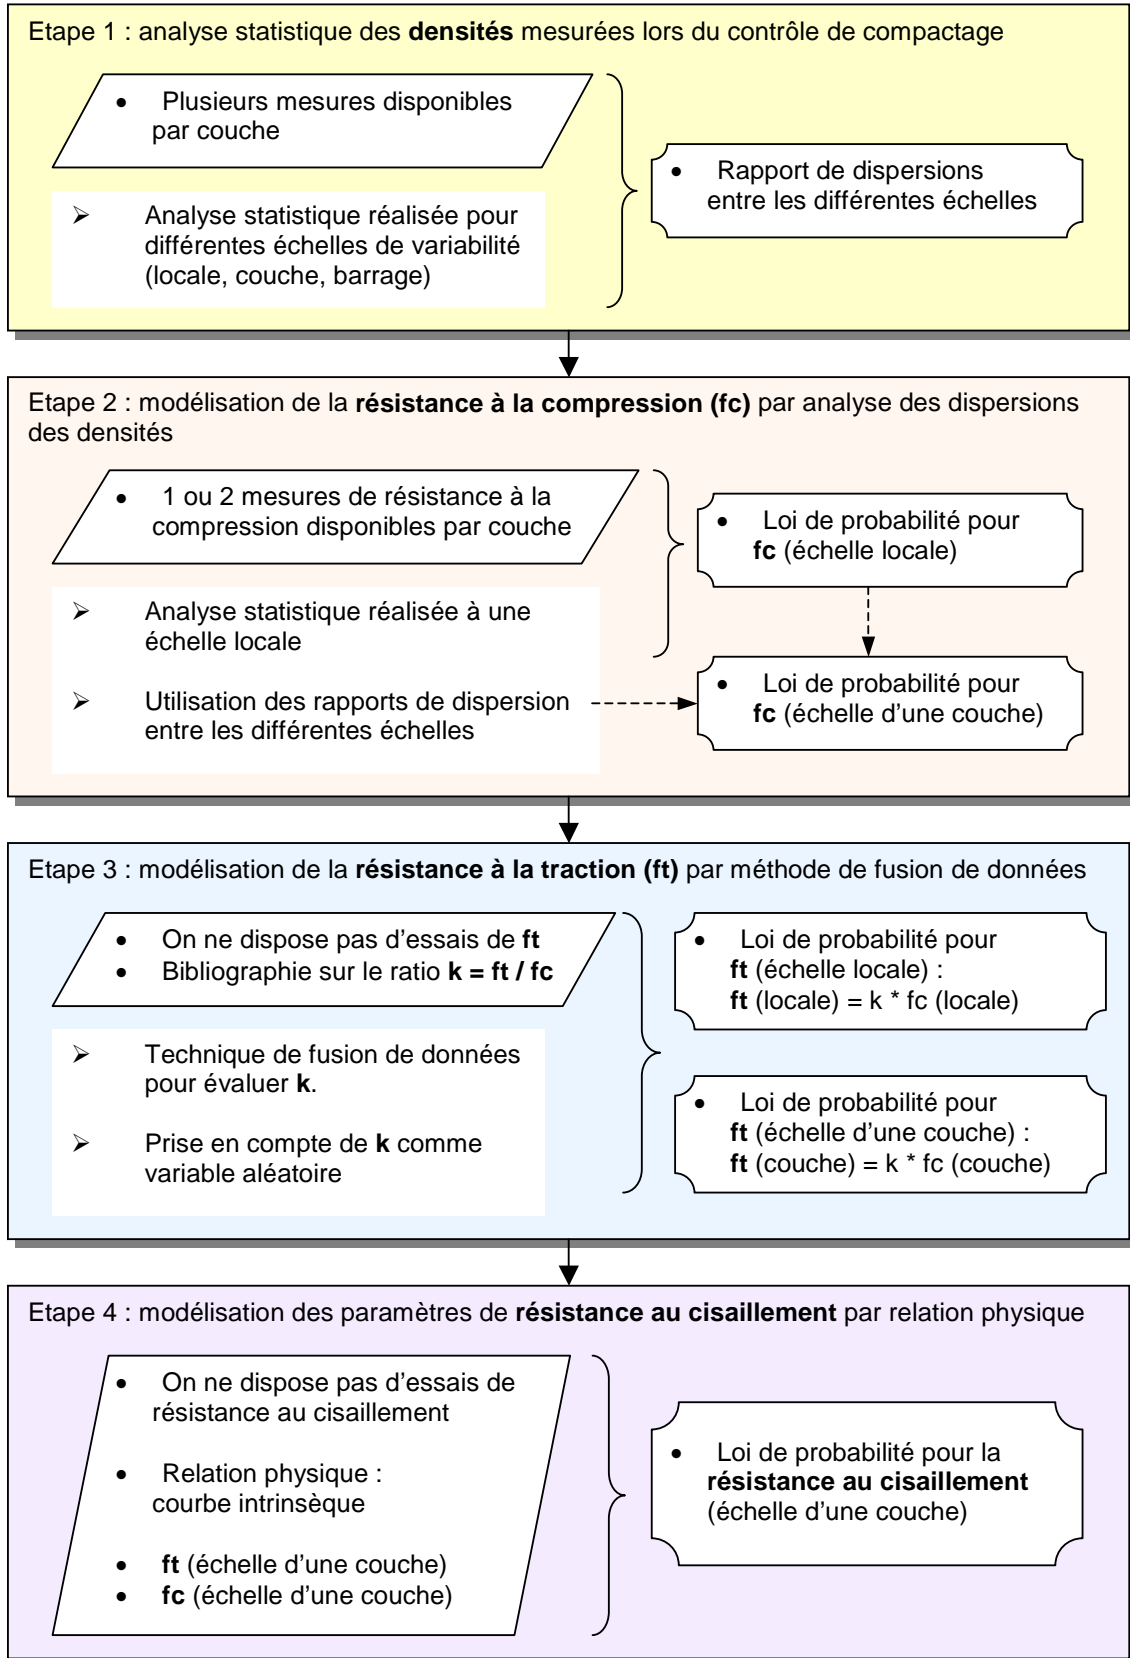 Etape 1 : analyse statistique des densités mesurées lors du contrôle de compactage
• Plusieurs mesures disponibles
par couche
➢ Analyse statistique réalisée pour
différentes échelles de variabilité
(locale, couche, barrage)
• Rapport de dispersions
entre les différentes échelles
Etape 2 : modélisation de la résistance à la compression (fc) par analyse des dispersions
des densités
• 1 ou 2 mesures de résistance à la
compression disponibles par couche
➢ Analyse statistique réalisée à une
échelle locale
➢ Utilisation des rapports de dispersion
entre les différentes échelles
• Loi de probabilité pour
fc (échelle locale)
• Loi de probabilité pour
fc (échelle d'une couche)
Etape 3 : modélisation de la résistance à la traction (ft) par méthode de fusion de données
• On ne dispose pas d'essais de ft
• Bibliographie sur le ratio k = ft / fc
➢ Technique de fusion de données
pour évaluer k.
➢ Prise en compte de k comme
variable aléatoire
• Loi de probabilité pour
ft (échelle locale) :
ft (locale) = k * fc (locale)
• Loi de probabilité pour
ft (échelle d'une couche) :
ft (couche) = k * fc (couche)
Etape 4 : modélisation des paramètres de résistance au cisaillement par relation physique
• On ne dispose pas d'essais de
résistance au cisaillement
• Relation physique :
courbe intrinsèque
• ft (échelle d'une couche)
• fc (échelle d'une couche)
• Loi de probabilité pour la
résistance au cisaillement
(échelle d'une couche)